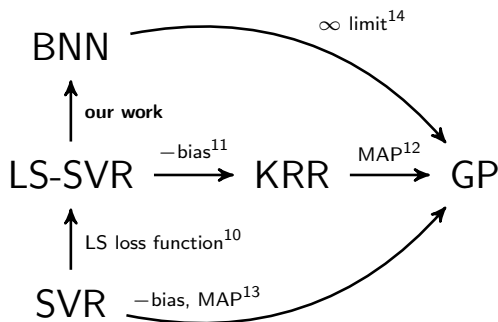 ∞ limit¹⁴
BNN
our work
LS-SVR −bias¹¹ KRR MAP¹² GP
LS loss function¹⁰
SVR −bias, MAP¹³